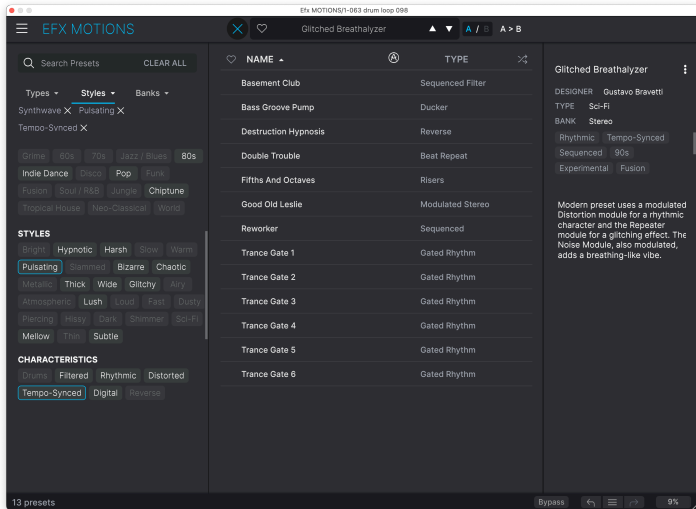 Efx MOTIONS/1-063 drum loop 098
EFX MOTIONS
Glitched Breathalyzer
A / B A > B
Search Presets CLEAR ALL
Types Styles Banks
Synthwave X Pulsating X
Tempo-Synced X
Grime 60s 70s Jazz / Blues 80s
Indie Dance Disco Pop Funk
Fusion Soul / R&B Jungle Chiptune
Tropical House Neo-Classical World
STYLES
Bright Hypnotic Harsh Slow Warm
Pulsating Slammed Bizarre Chaotic
Metallic Thick Wide Glitchy Airy
Atmospheric Lush Loud Fast Dusty
Piercing Hissy Dark Shimmer Sci-Fi
Mellow Thin Subtle
CHARACTERISTICS
Drums Filtered Rhythmic Distorted
Tempo-Synced Digital Reverse
NAME TYPE
Basement Club Sequenced Filter
Bass Groove Pump Ducker
Destruction Hypnosis Reverse
Double Trouble Beat Repeat
Fifths And Octaves Risers
Good Old Leslie Modulated Stereo
Reworker Sequenced
Trance Gate 1 Gated Rhythm
Trance Gate 2 Gated Rhythm
Trance Gate 3 Gated Rhythm
Trance Gate 4 Gated Rhythm
Trance Gate 5 Gated Rhythm
Trance Gate 6 Gated Rhythm
Glitched Breathalyzer
DESIGNER Gustavo Bravetti
TYPE Sci-Fi
BANK Stereo
Rhythmic Tempo-Synced
Sequenced 90s
Experimental Fusion
Modern preset uses a modulated
Distortion module for a rhythmic
character and the Repeater
module for a glitching effect. The
Noise Module, also modulated,
adds a breathing-like vibe.
13 presets
Bypass
9%